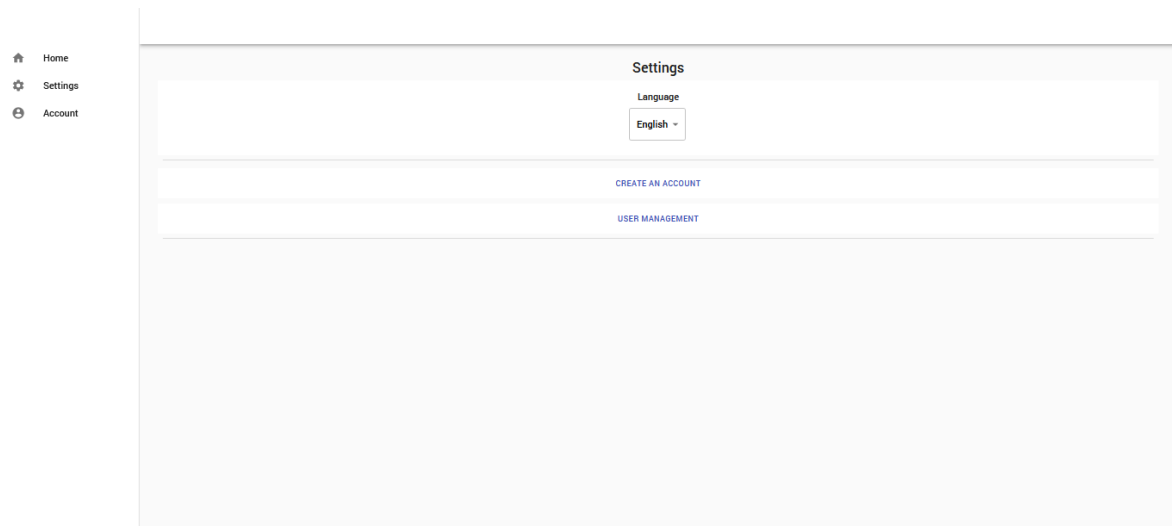 Home
Settings
Account
Settings
Language
English
CREATE AN ACCOUNT
USER MANAGEMENT